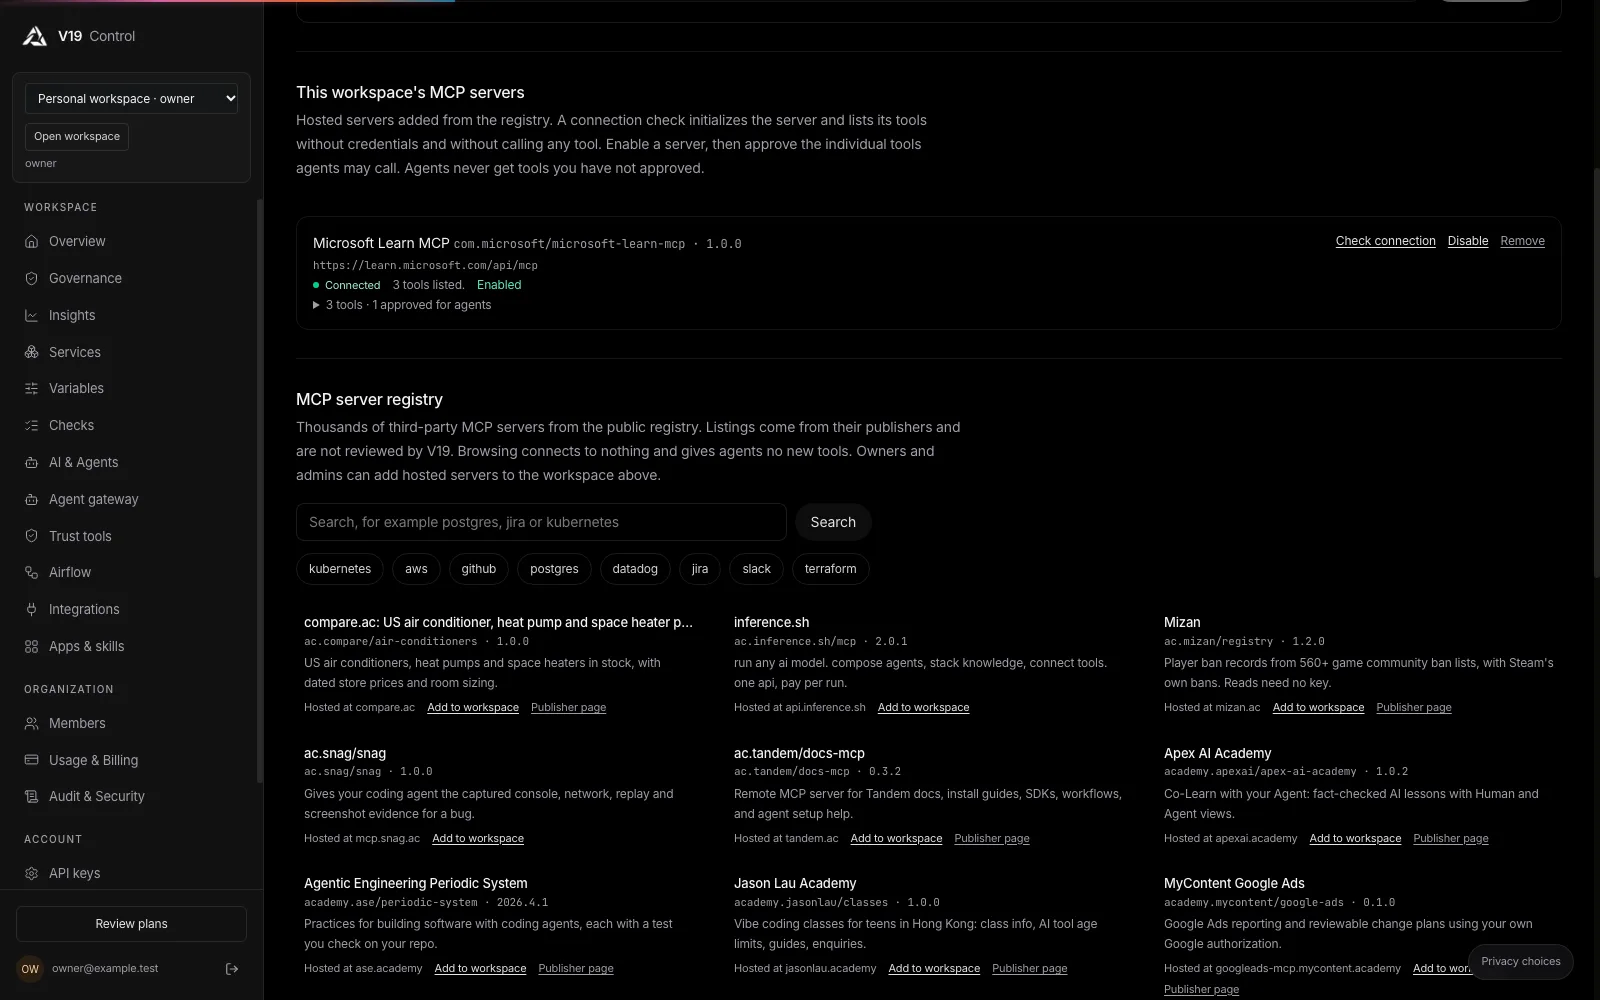 V19 Control
Personal workspace · owner
Open workspace
owner
WORKSPACE
Overview
Governance
Insights
Services
Variables
Checks
AI & Agents
Agent gateway
Trust tools
Airflow
Integrations
Apps & skills
ORGANIZATION
Members
Usage & Billing
Audit & Security
ACCOUNT
API keys
Review plans
OW owner@example.test
This workspace's MCP servers
Hosted servers added from the registry. A connection check initializes the server and lists its tools
without credentials and without calling any tool. Enable a server, then approve the individual tools
agents may call. Agents never get tools you have not approved.
Microsoft Learn MCP com.microsoft/microsoft-learn-mcp · 1.0.0
Check connection Disable Remove
https://learn.microsoft.com/api/mcp
Connected 3 tools listed. Enabled
3 tools · 1 approved for agents
MCP server registry
Thousands of third-party MCP servers from the public registry. Listings come from their publishers and
are not reviewed by V19. Browsing connects to nothing and gives agents no new tools. Owners and
admins can add hosted servers to the workspace above.
Search, for example postgres, jira or kubernetes
Search
kubernetes aws github postgres datadog jira slack terraform
compare.ac: US air conditioner, heat pump and space heater p...
ac.compare/air-conditioners · 1.0.0
US air conditioners, heat pumps and space heaters in stock, with
dated store prices and room sizing.
Hosted at compare.ac Add to workspace Publisher page
inference.sh
ac.inference.sh/mcp · 2.0.1
run any ai model. compose agents, stack knowledge, connect tools.
one api, pay per run.
Hosted at api.inference.sh Add to workspace
Mizan
ac.mizan/registry · 1.2.0
Player ban records from 560+ game community ban lists, with Steam's
own bans. Reads need no key.
Hosted at mizan.ac Add to workspace Publisher page
ac.snag/snag
ac.snag/snag · 1.0.0
Gives your coding agent the captured console, network, replay and
screenshot evidence for a bug.
Hosted at mcp.snag.ac Add to workspace
ac.tandem/docs-mcp
ac.tandem/docs-mcp · 0.3.2
Remote MCP server for Tandem docs, install guides, SDKs, workflows,
and agent setup help.
Hosted at tandem.ac Add to workspace Publisher page
Apex AI Academy
academy.apexai/apex-ai-academy · 1.0.2
Co-Learn with your Agent: fact-checked AI lessons with Human and
Agent views.
Hosted at apexai.academy Add to workspace Publisher page
Agentic Engineering Periodic System
academy.ase/periodic-system · 2026.4.1
Practices for building software with coding agents, each with a test
you check on your repo.
Hosted at ase.academy Add to workspace Publisher page
Jason Lau Academy
academy.jasonlau/classes · 1.0.0
Vibe coding classes for teens in Hong Kong: class info, AI tool age
limits, guides, enquiries.
Hosted at jasonlau.academy Add to workspace Publisher page
MyContent Google Ads
academy.mycontent/google-ads · 0.1.0
Google Ads reporting and reviewable change plans using your own
Google authorization.
Hosted at googleads-mcp.mycontent.academy Add to
Publisher page
Privacy choices